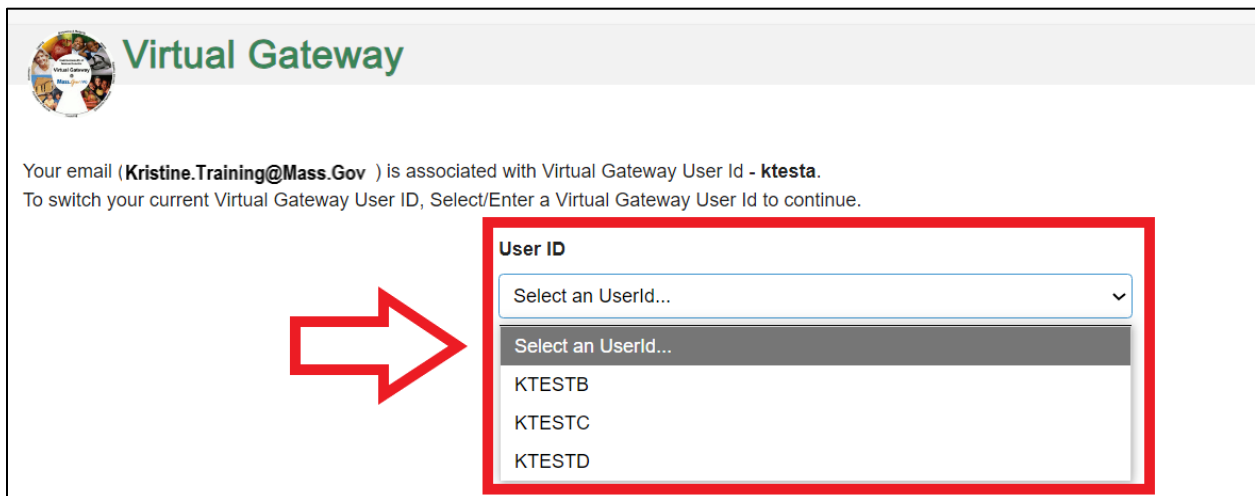 Virtual Gateway
Virtual Gateway
Your email (Kristine.Training@Mass.Gov ) is associated with Virtual Gateway User Id - ktesta.
To switch your current Virtual Gateway User ID, Select/Enter a Virtual Gateway User Id to continue.
User ID
Select an UserId...
Select an UserId...
KTESTB
KTESTC
KTESTD